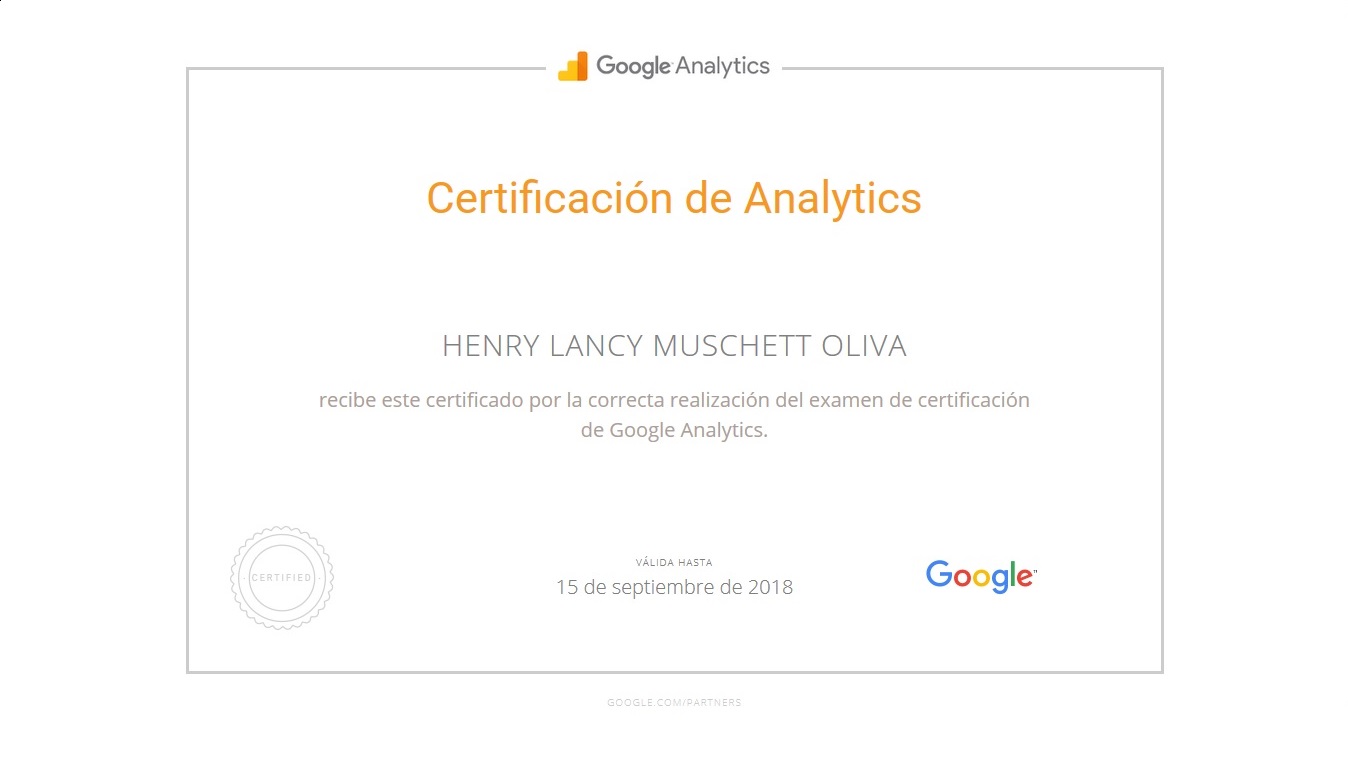 Google Analytics
Certificación de Analytics
HENRY LANCY MUSCHETT OLIVA
recibe este certificado por la correcta realización del examen de certificación
de Google Analytics.
CERTIFIED
VÁLIDA HASTA
15 de septiembre de 2018
Google™
GOOGLE.COM/PARTNERS